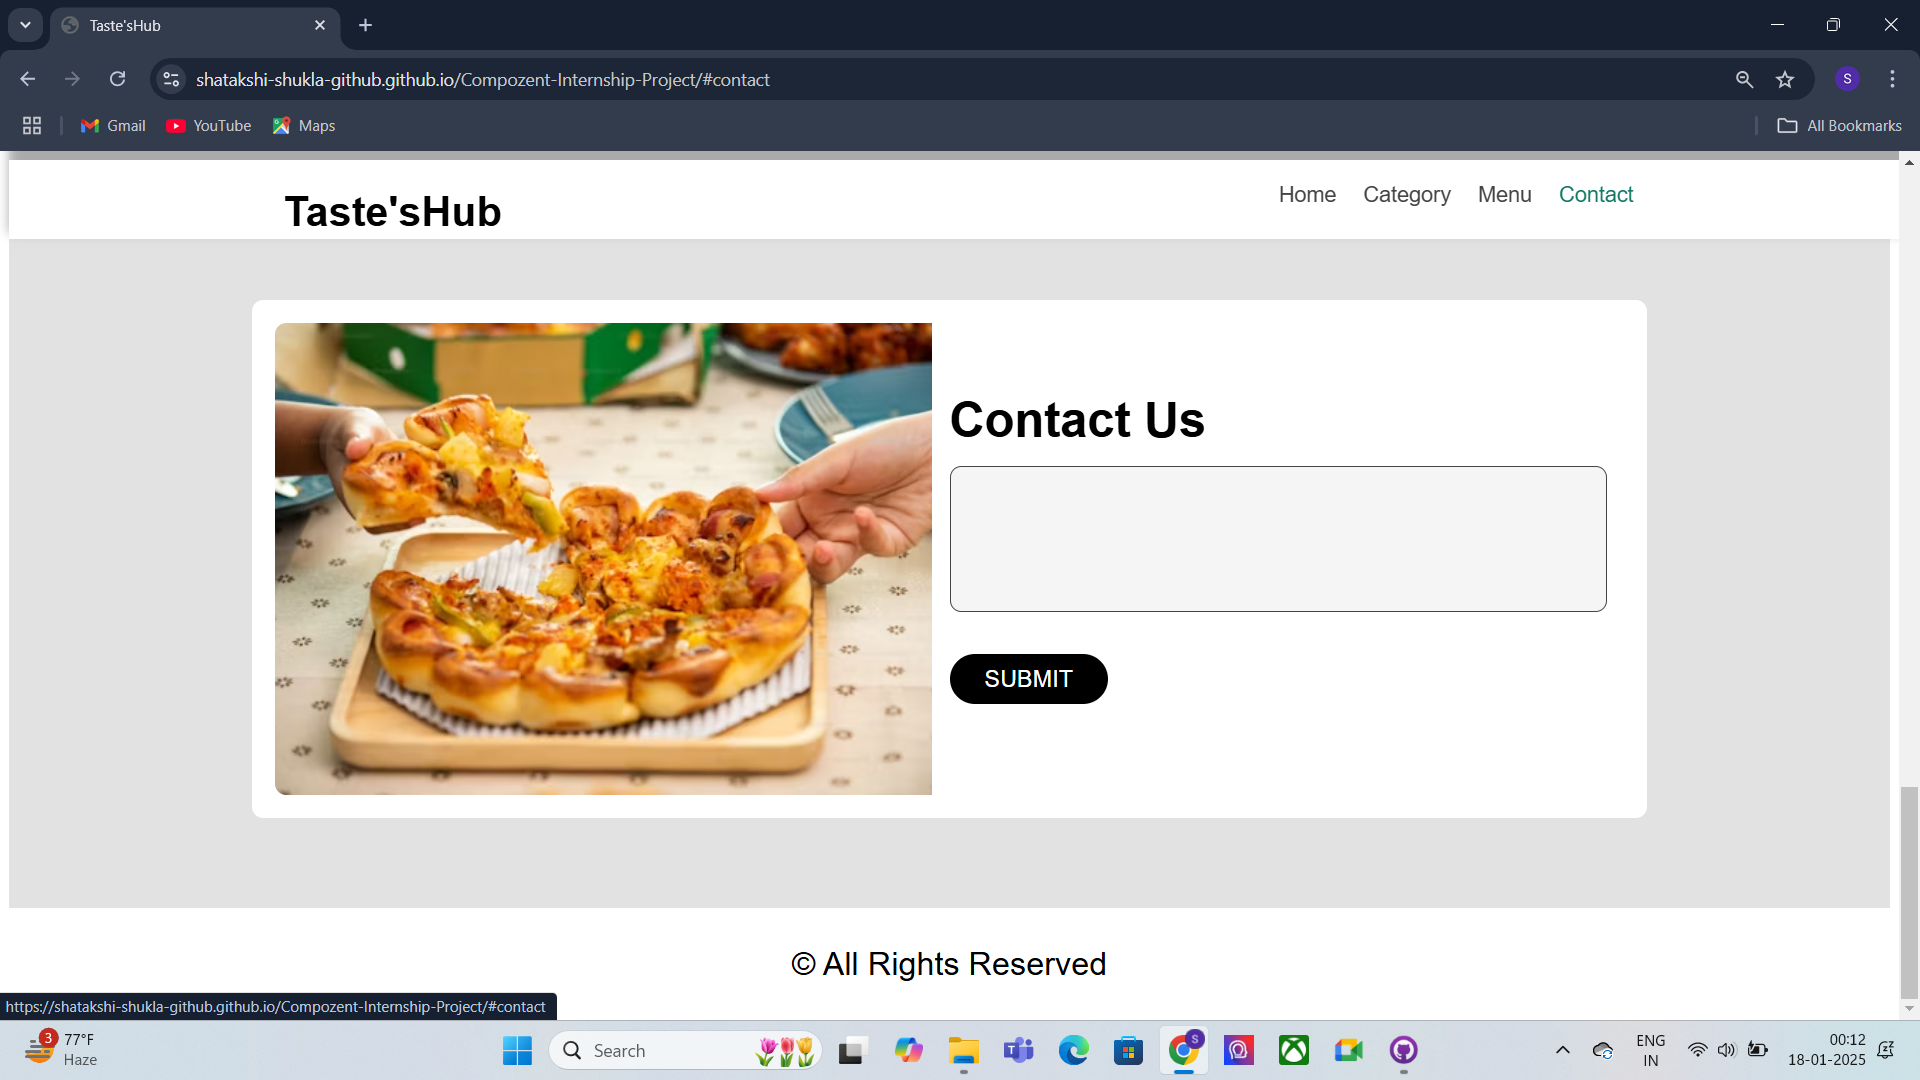 Taste'sHub
shatakshi-shukla-github.github.io/Compozent-Internship-Project/#contact
S
Gmail
YouTube
Maps
All Bookmarks
Taste'sHub
Home
Category
Menu
Contact
Contact Us
SUBMIT
© All Rights Reserved
https://shatakshi-shukla-github.github.io/Compozent-Internship-Project/#contact
3
77°F
Haze
Search
S
ENG
IN
00:12
18-01-2025